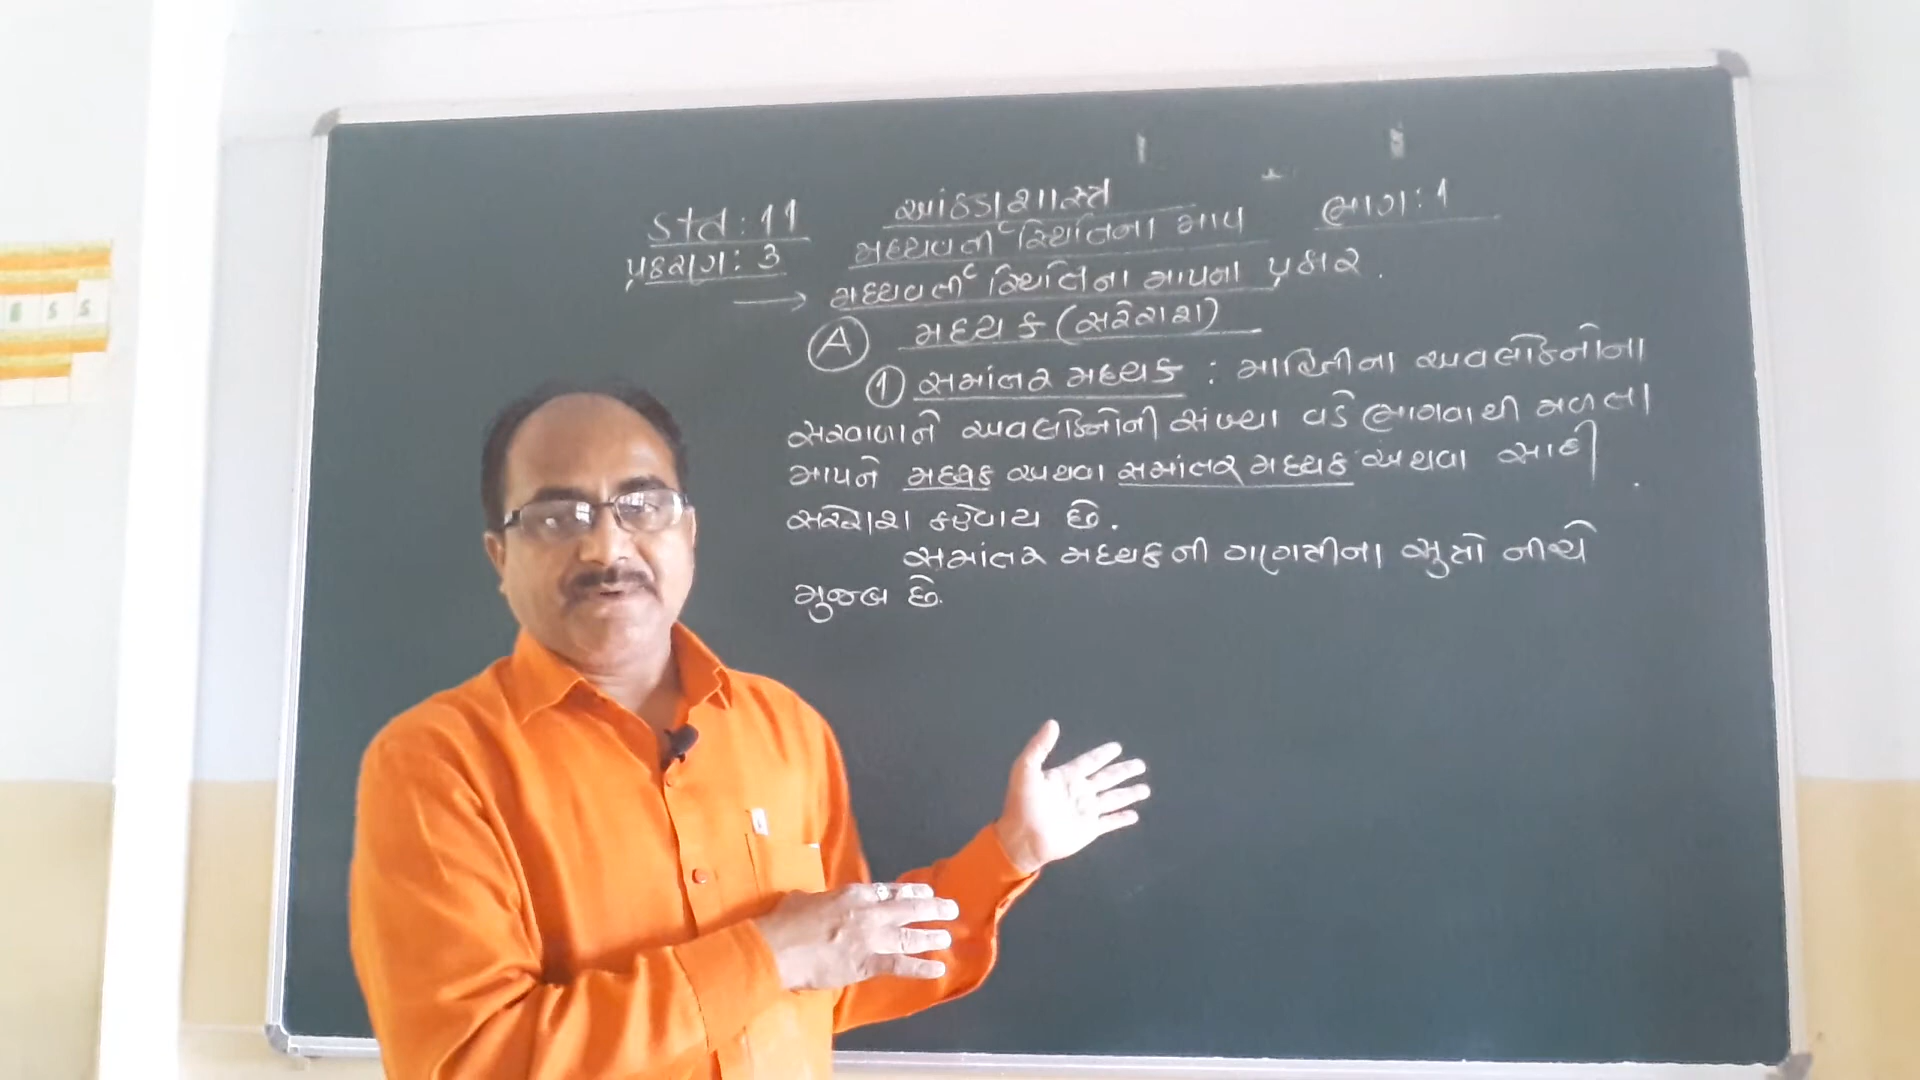 Std : 11 આંકડાશાસ્ત્ર ભાગ : 1
પ્રકરણ : 3 મધ્યવર્તી સ્થિતિના માપ
→ મધ્યવર્તી સ્થિતિના માપના પ્રકાર .
A મધ્યક (સરેરાશ)
1 સમાંતર મધ્યક : માહિતીના અવલોકનોના
સરવાળાને અવલોકનોની સંખ્યા વડે ભાગવાથી મળતા
માપને મધ્યક અથવા સમાંતર મધ્યક અથવા સાદી
સરેરાશ કહેવાય છે .
સમાંતર મધ્યકની ગણતરીના સુત્રો નીચે
મુજબ છે.